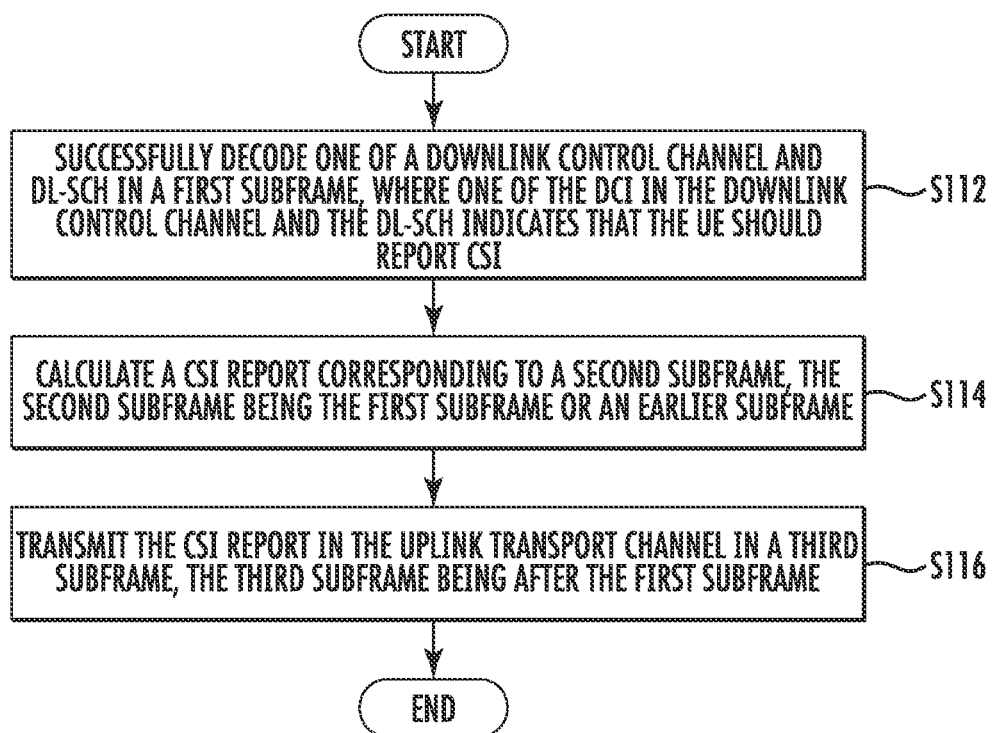 START
SUCCESSFULLY DECODE ONE OF A DOWNLINK CONTROL CHANNEL AND
DL-SCH IN A FIRST SUBFRAME, WHERE ONE OF THE DCI IN THE DOWNLINK
CONTROL CHANNEL AND THE DL-SCH INDICATES THAT THE UE SHOULD
REPORT CSI
S112
CALCULATE A CSI REPORT CORRESPONDING TO A SECOND SUBFRAME, THE
SECOND SUBFRAME BEING THE FIRST SUBFRAME OR AN EARLIER SUBFRAME
S114
TRANSMIT THE CSI REPORT IN THE UPLINK TRANSPORT CHANNEL IN A THIRD
SUBFRAME, THE THIRD SUBFRAME BEING AFTER THE FIRST SUBFRAME
S116
END